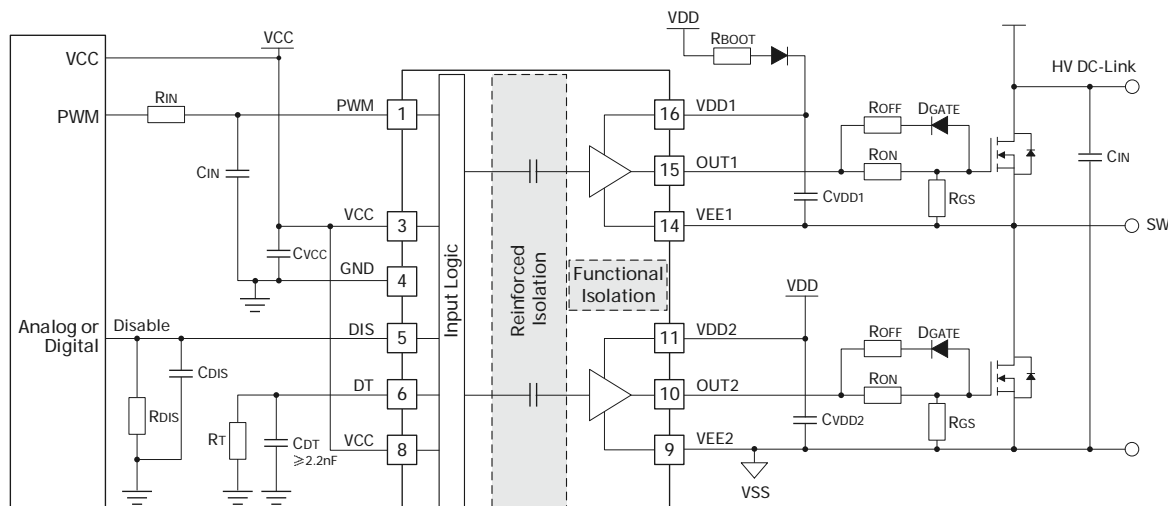 VCC
PWM
Analog or
Digital
VCC
RIN
CIN
CVCC
Disable
CDIS
RDIS
RT
CDT
⩾2.2nF
PWM
1
VCC
3
GND
4
DIS
5
DT
6
VCC
8
Input Logic
Reinforced
Isolation
Functional
Isolation
16
VDD1
15
OUT1
14
VEE1
11
VDD2
10
OUT2
9
VEE2
VDD
RBOOT
CVDD1
ROFF
DGATE
RON
RGS
HV DC-Link
CIN
SW
VDD
CVDD2
VSS
ROFF
DGATE
RON
RGS